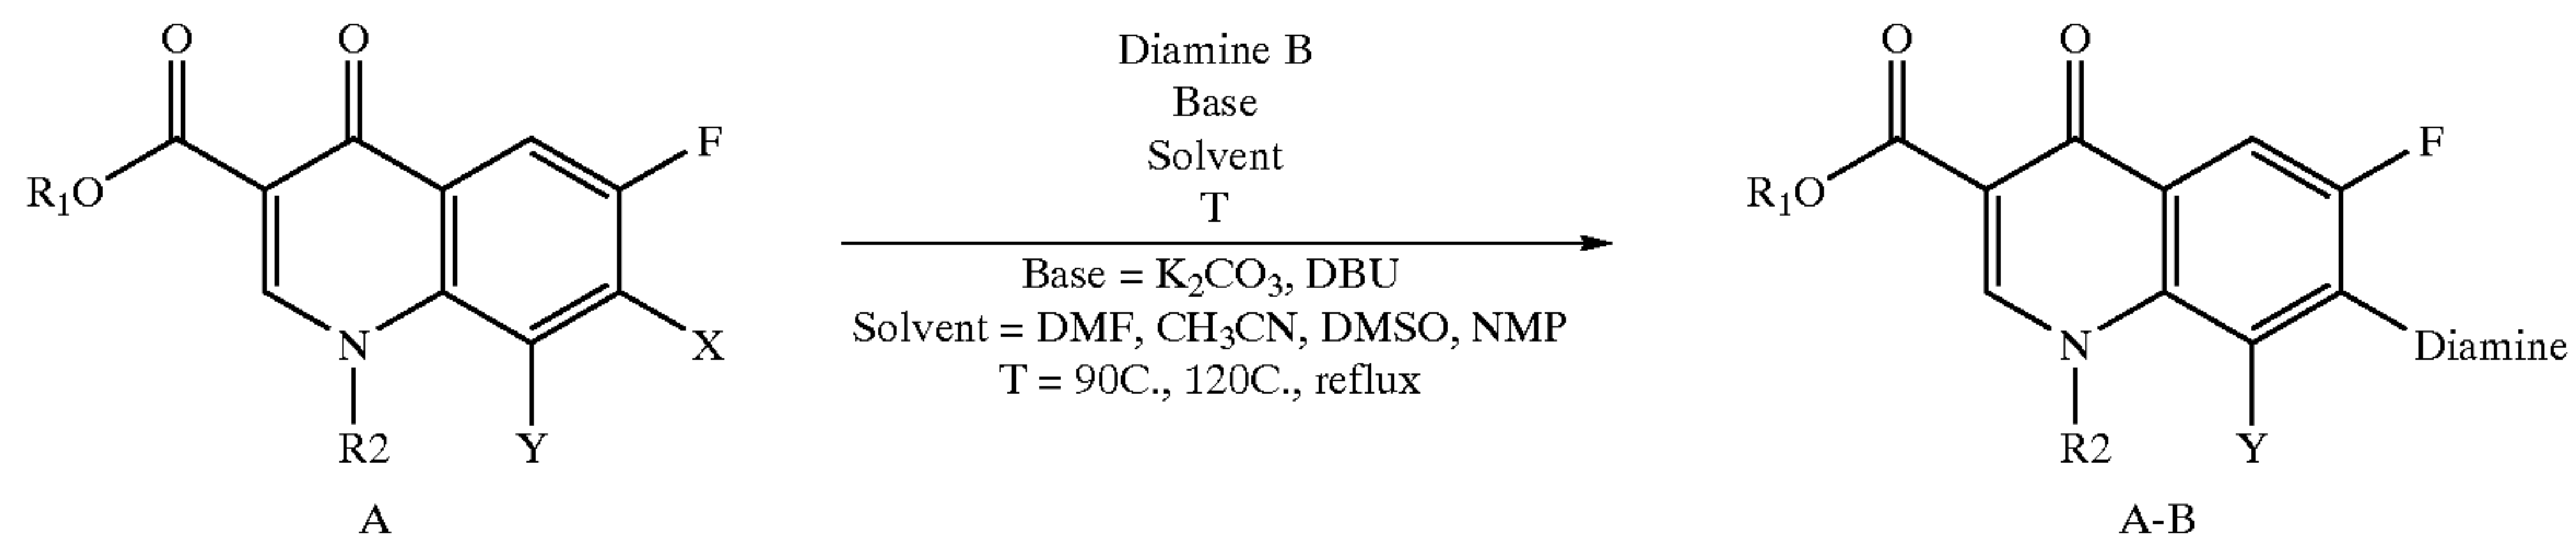 O
O
F
R₁O
N
X
R2
Y
A
Diamine B
Base
Solvent
T
Base = K₂CO₃, DBU
Solvent = DMF, CH₃CN, DMSO, NMP
T = 90C., 120C., reflux
O
O
F
R₁O
N
Diamine
R2
Y
A-B